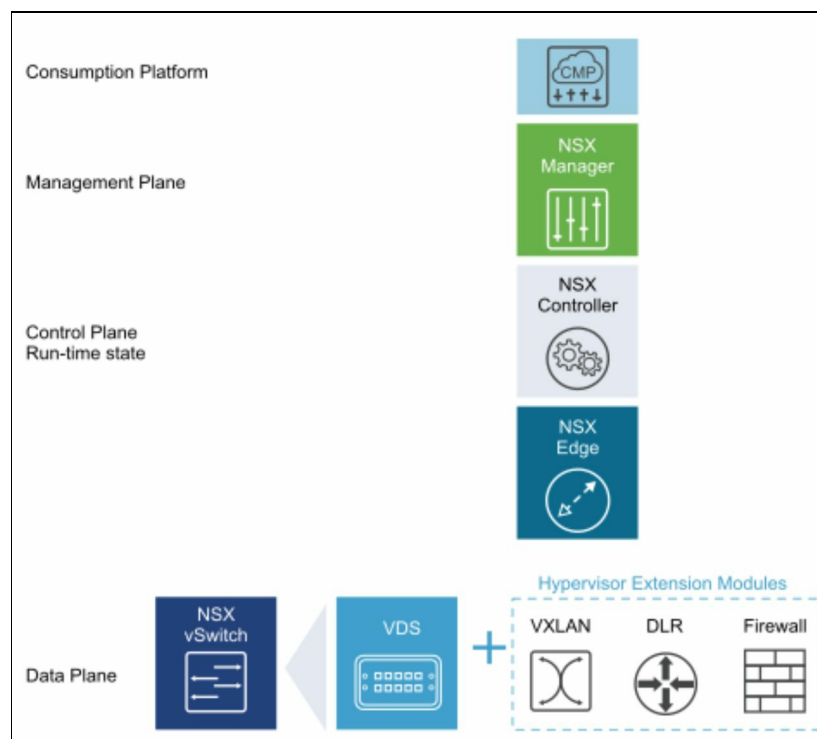 Consumption Platform
CMP
Management Plane
NSX
Manager
Control Plane
Run-time state
NSX
Controller
NSX
Edge
Hypervisor Extension Modules
Data Plane
NSX
vSwitch
VDS
+
VXLAN
DLR
Firewall